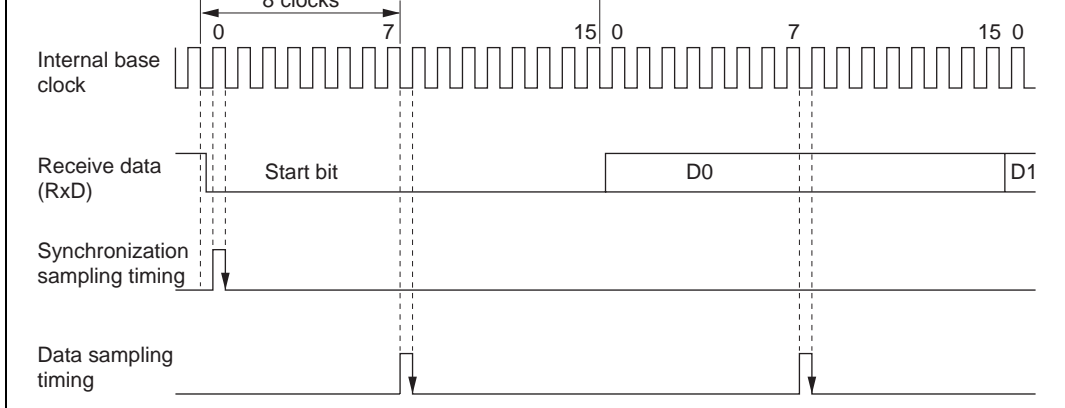 8 clocks
0 7 15 0 7 15 0
Internal base
clock
Receive data
(RxD)
Start bit D0 D1
Synchronization
sampling timing
Data sampling
timing